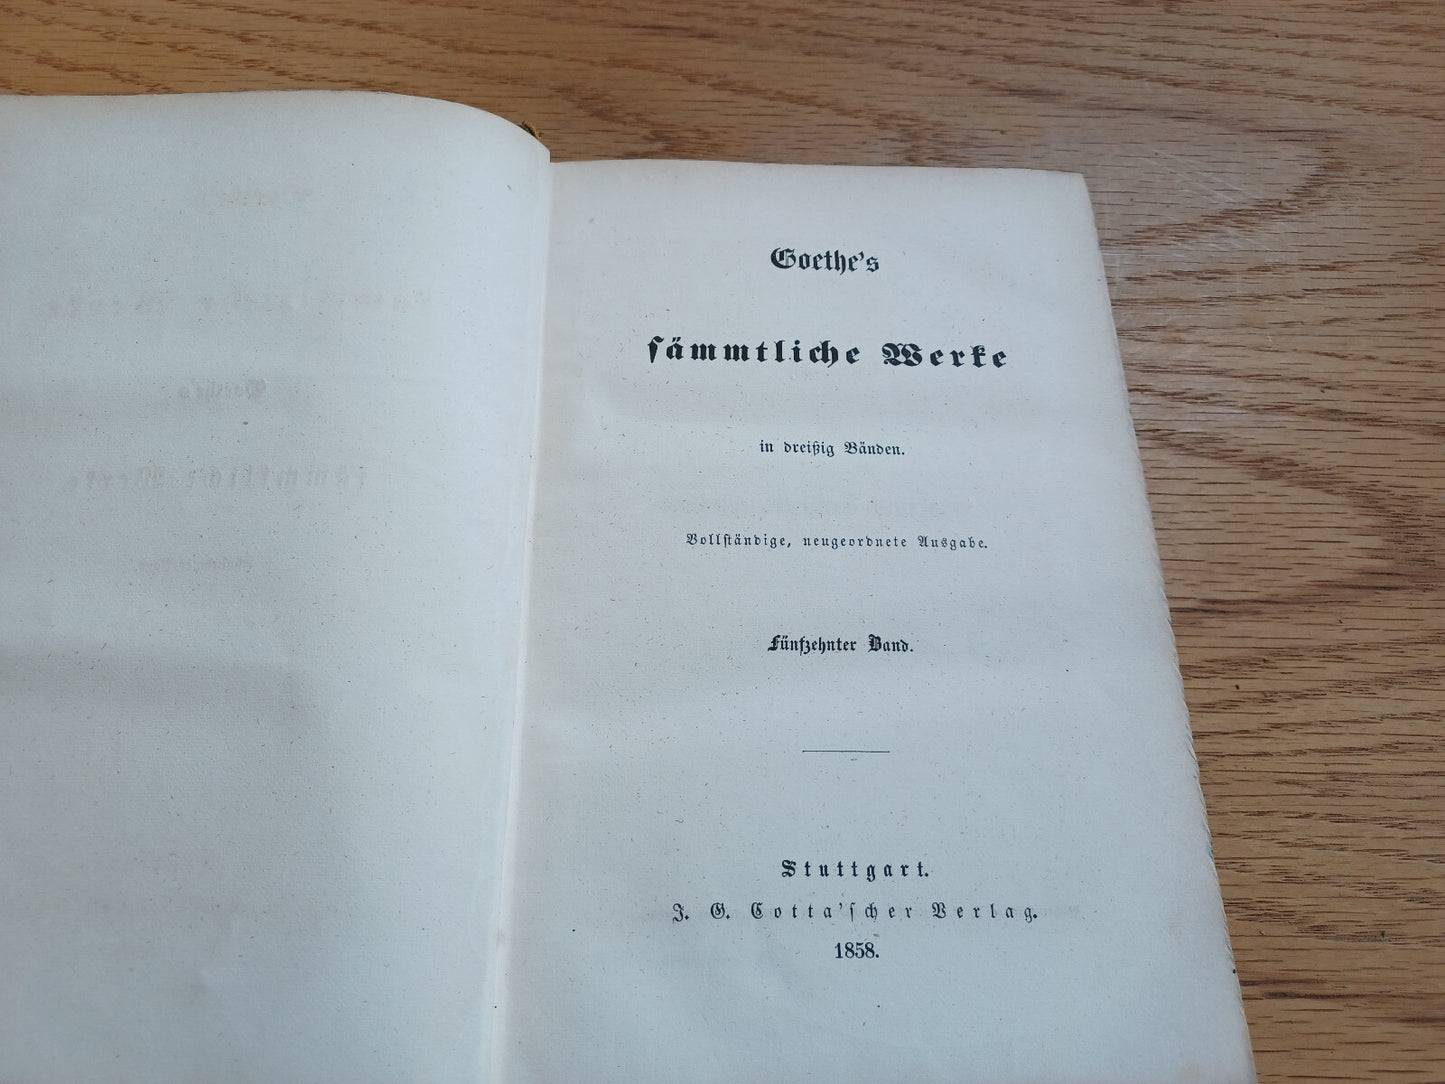 Goethe's
sämmtliche Werke
in dreißig Bänden.
Vollständige, neugeordnete Ausgabe.
Fünfzehnter Band.
Stuttgart.
J. G. Cotta'scher Verlag.
1858.